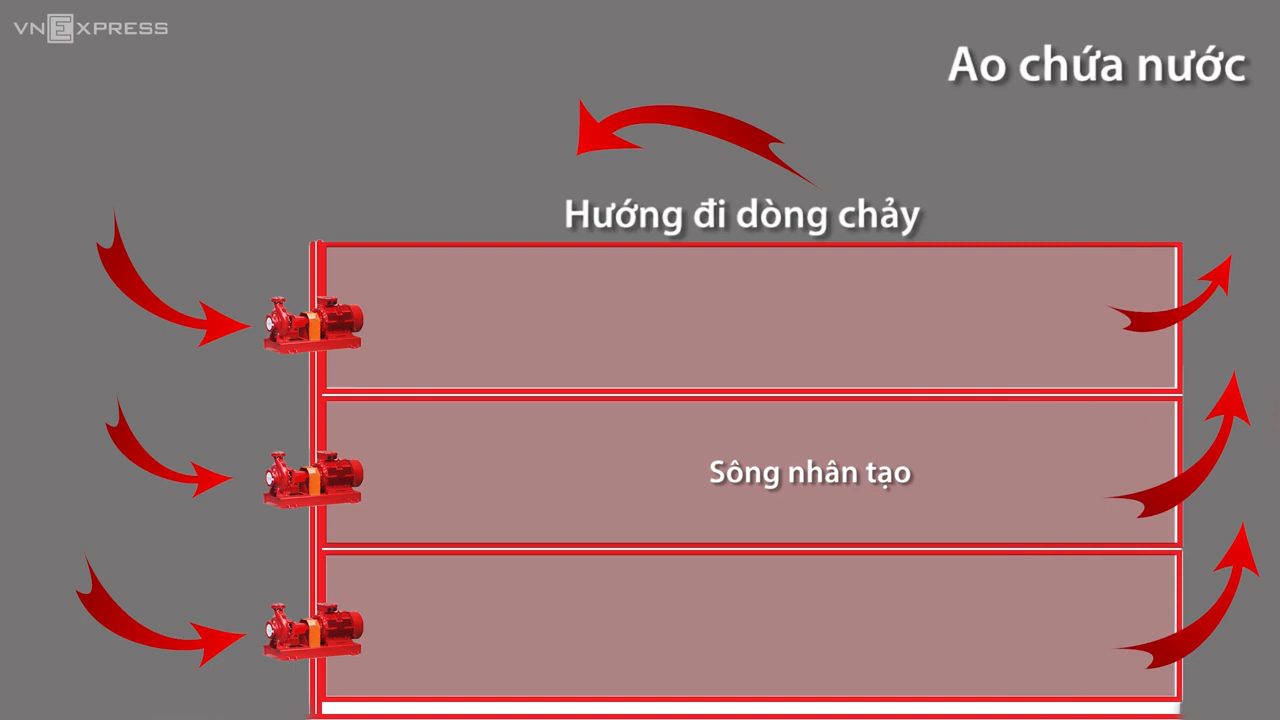 VNEXPRESS
Ao chứa nước
Hướng đi dòng chảy
Sông nhân tạo